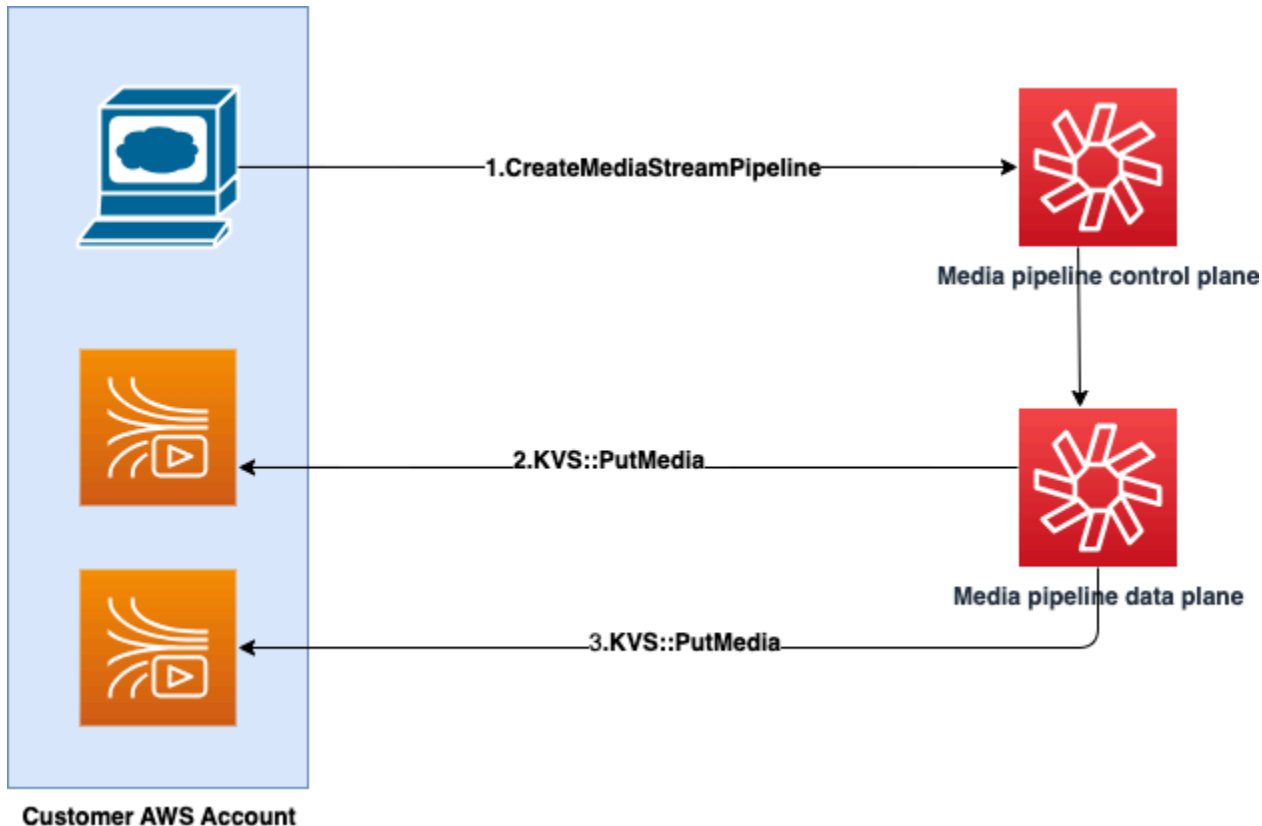 1.CreateMediaStreamPipeline
Media pipeline control plane
2.KVS::PutMedia
Media pipeline data plane
3.KVS::PutMedia
Customer AWS Account